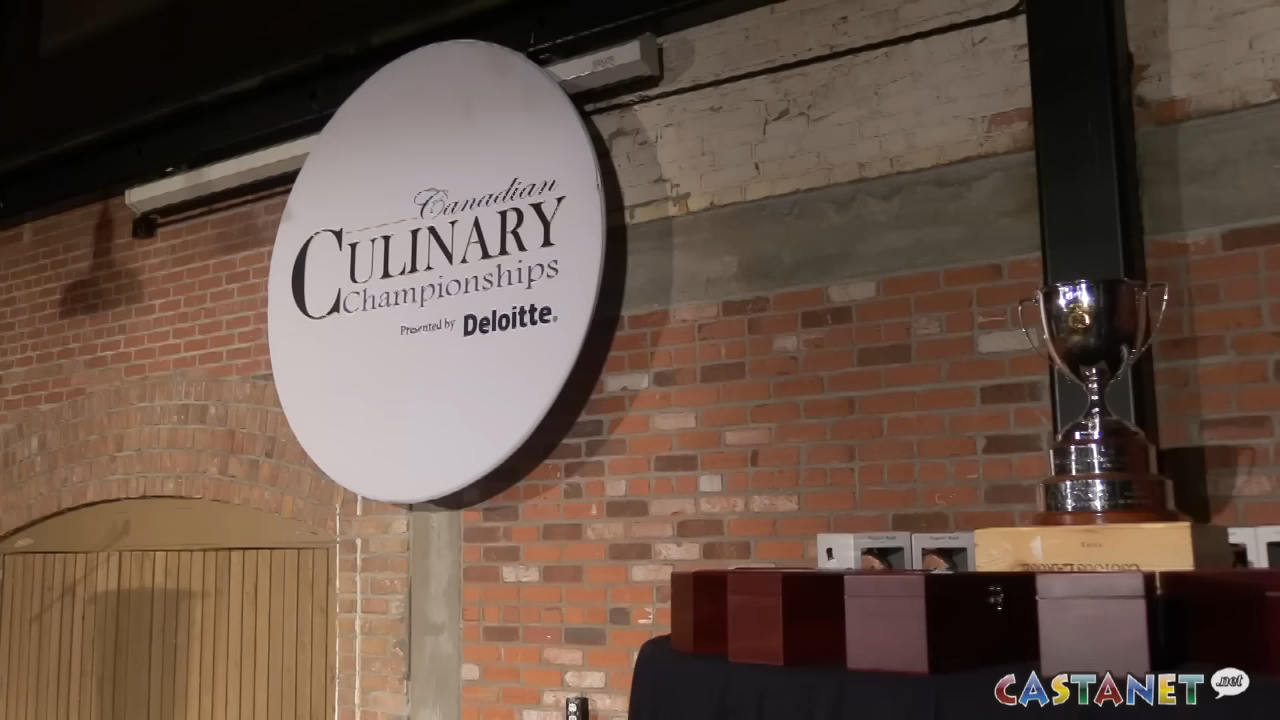 Canadian
CULINARY
Championships
Presented by Deloitte.
CASTANET .net